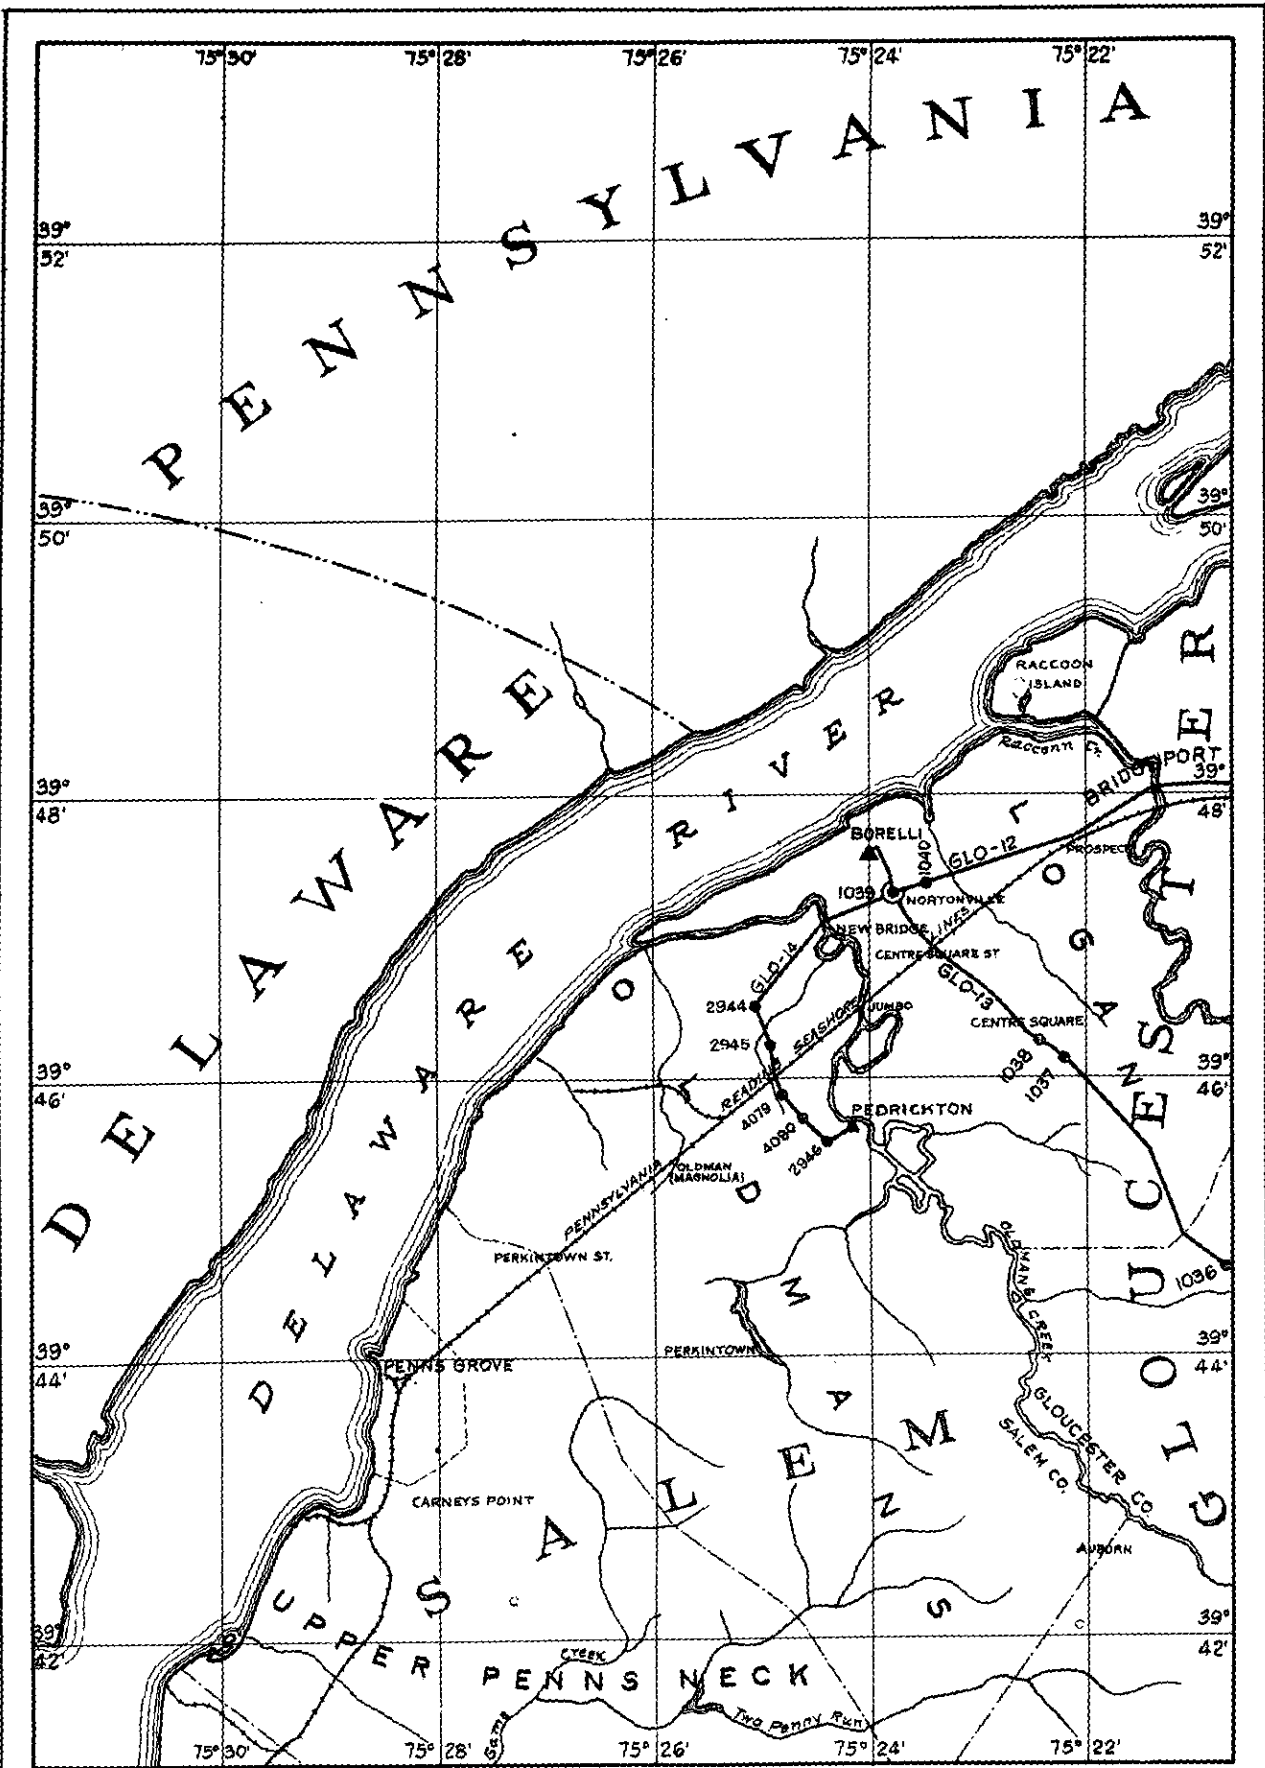 75° 30' 75° 28' 75° 26' 75° 24' 75° 22'
PENNSYLVANIA
39° 52'
39° 52'
39° 50'
39° 50'
DELAWARE
RACCOON
ISLAND
Raccoon Cr.
BRIDGEPORT
39° 48'
39° 48'
DELAWARE RIVER
BORELLI
1040
GLO-12
PROSPECT
1039
NORTONVILLE
NEW BRIDGE
CENTRE SQUARE ST
GLO-14
GLO-13
LOGAN
2944
JUMBO
CENTRE SQUARE
2945
1038
1037
39° 46'
39° 46'
PENNSYLVANIA READING SEASHORE LINES
4079
4080
2946
PEDRICKTON
OLDMAN
(MAGNOLIA)
PERKINTOWN ST.
OLDMANS CREEK
1036
GLOUCESTER
39° 44'
39° 44'
PENNS GROVE
PERKINTOWN
OLDMANS
GLOUCESTER CO.
SALEM CO.
CARNEYS POINT
SALEM
AUBURN
39° 42'
39° 42'
UPPER PENNS NECK
Game CREEK
Two Penny Run
75° 30' 75° 28' 75° 26' 75° 24' 75° 22'